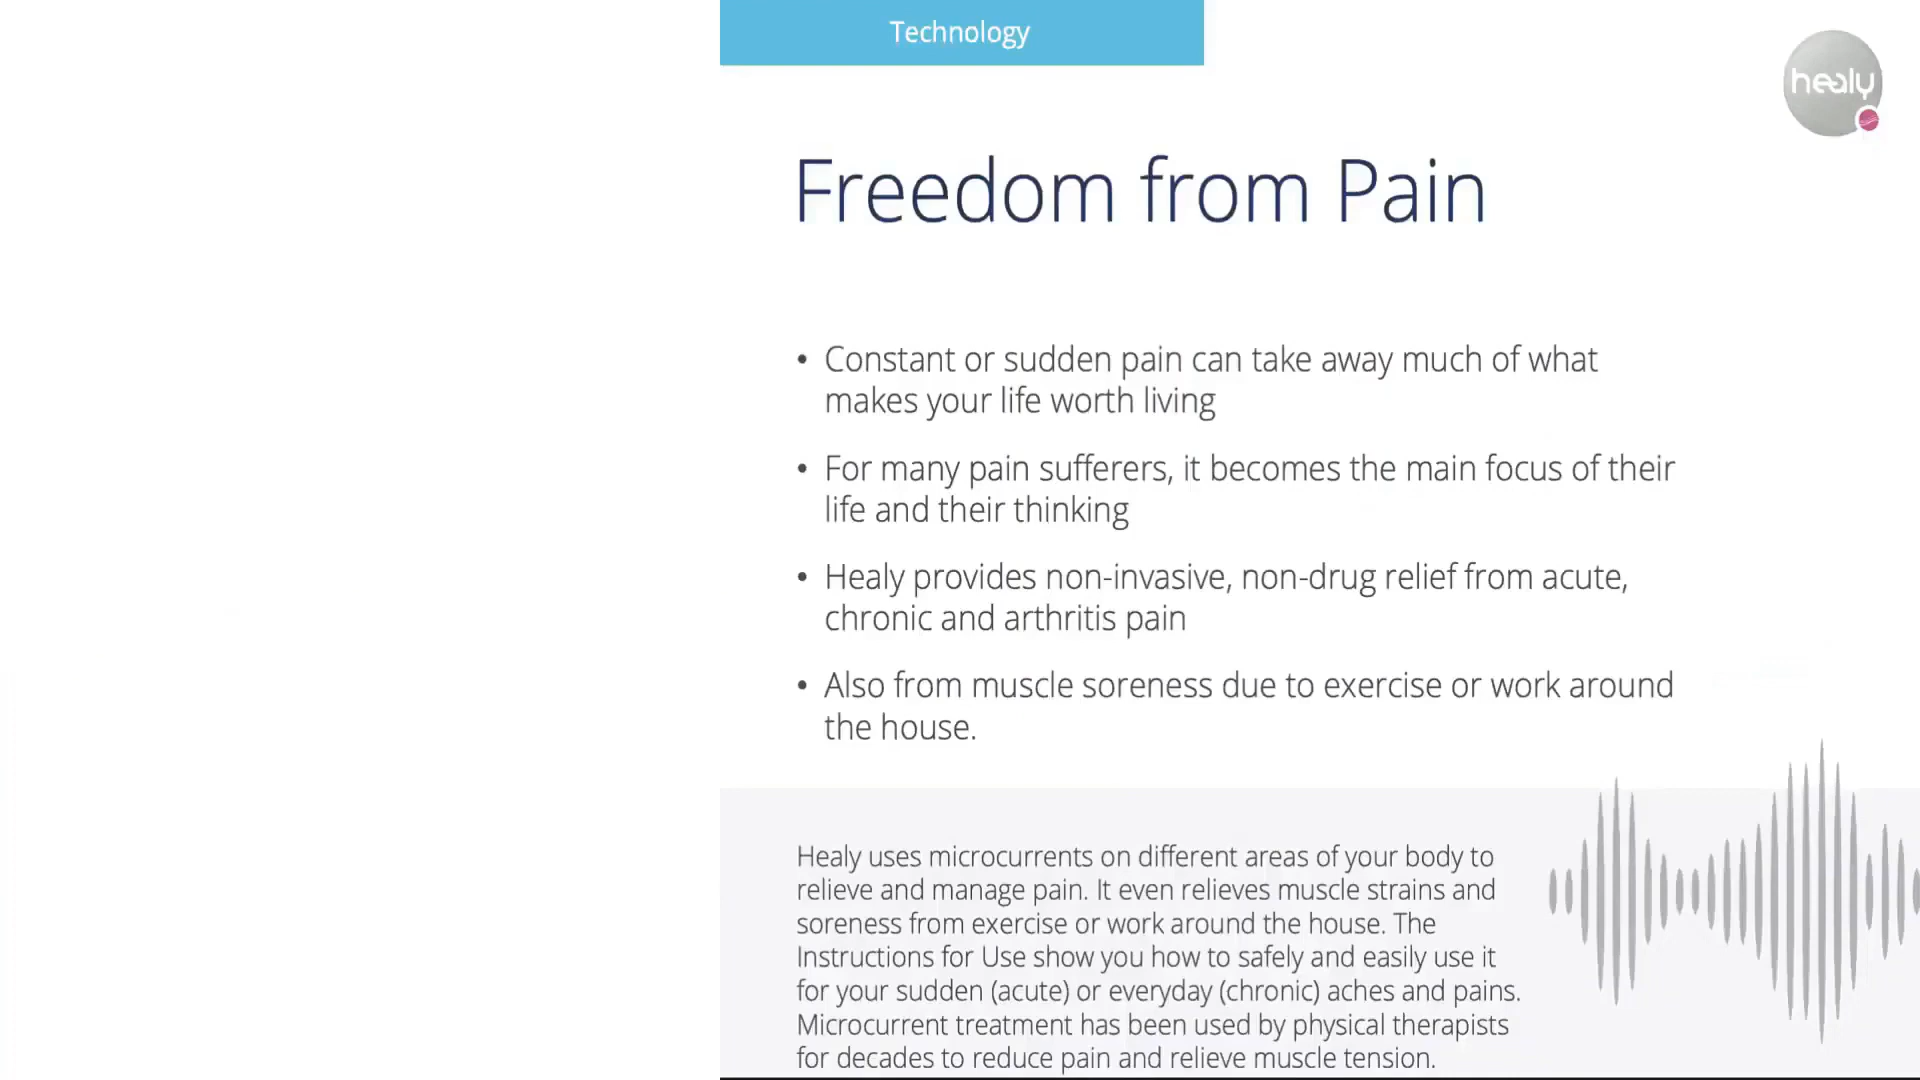 Technology
healy
Freedom from Pain
• Constant or sudden pain can take away much of what
makes your life worth living
• For many pain sufferers, it becomes the main focus of their
life and their thinking
• Healy provides non-invasive, non-drug relief from acute,
chronic and arthritis pain
• Also from muscle soreness due to exercise or work around
the house.
Healy uses microcurrents on different areas of your body to
relieve and manage pain. It even relieves muscle strains and
soreness from exercise or work around the house. The
Instructions for Use show you how to safely and easily use it
for your sudden (acute) or everyday (chronic) aches and pains.
Microcurrent treatment has been used by physical therapists
for decades to reduce pain and relieve muscle tension.